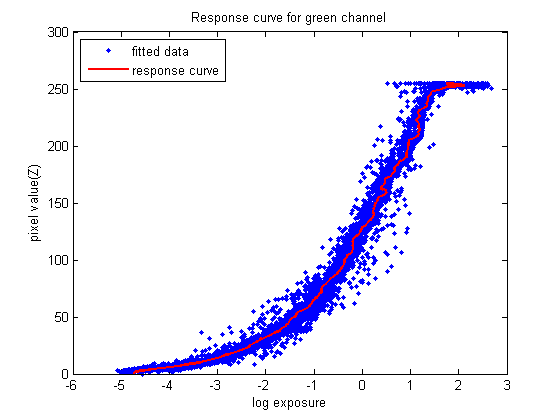 Response curve for green channel
fitted data
response curve
300
250
200
150
100
50
0
pixel value(Z)
-6 -5 -4 -3 -2 -1 0 1 2 3
log exposure